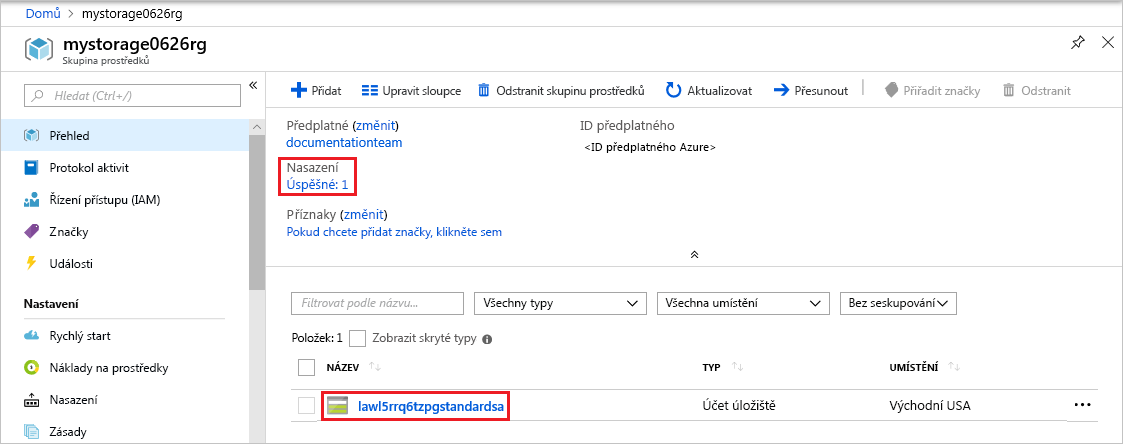 Domů > mystorage0626rg
mystorage0626rg
Skupina prostředků
Hledat (Ctrl+/)
«
Přehled
Protokol aktivit
Řízení přístupu (IAM)
Značky
Události
Nastavení
Rychlý start
Náklady na prostředky
Nasazení
Zásady
Přidat
Upravit sloupce
Odstranit skupinu prostředků
Aktualizovat
Přesunout
Přiřadit značky
Odstranit
Předplatné (změnit)
documentationteam
ID předplatného
<ID předplatného Azure>
Nasazení
Úspěšné: 1
Příznaky (změnit)
Pokud chcete přidat značky, klikněte sem
Filtrovat podle názvu...
Všechny typy
Všechna umístění
Bez seskupování
Položek: 1
Zobrazit skryté typy
NÁZEV
TYP
UMÍSTĚNÍ
lawl5rrq6tzpgstandardsa
Účet úložiště
Východní USA